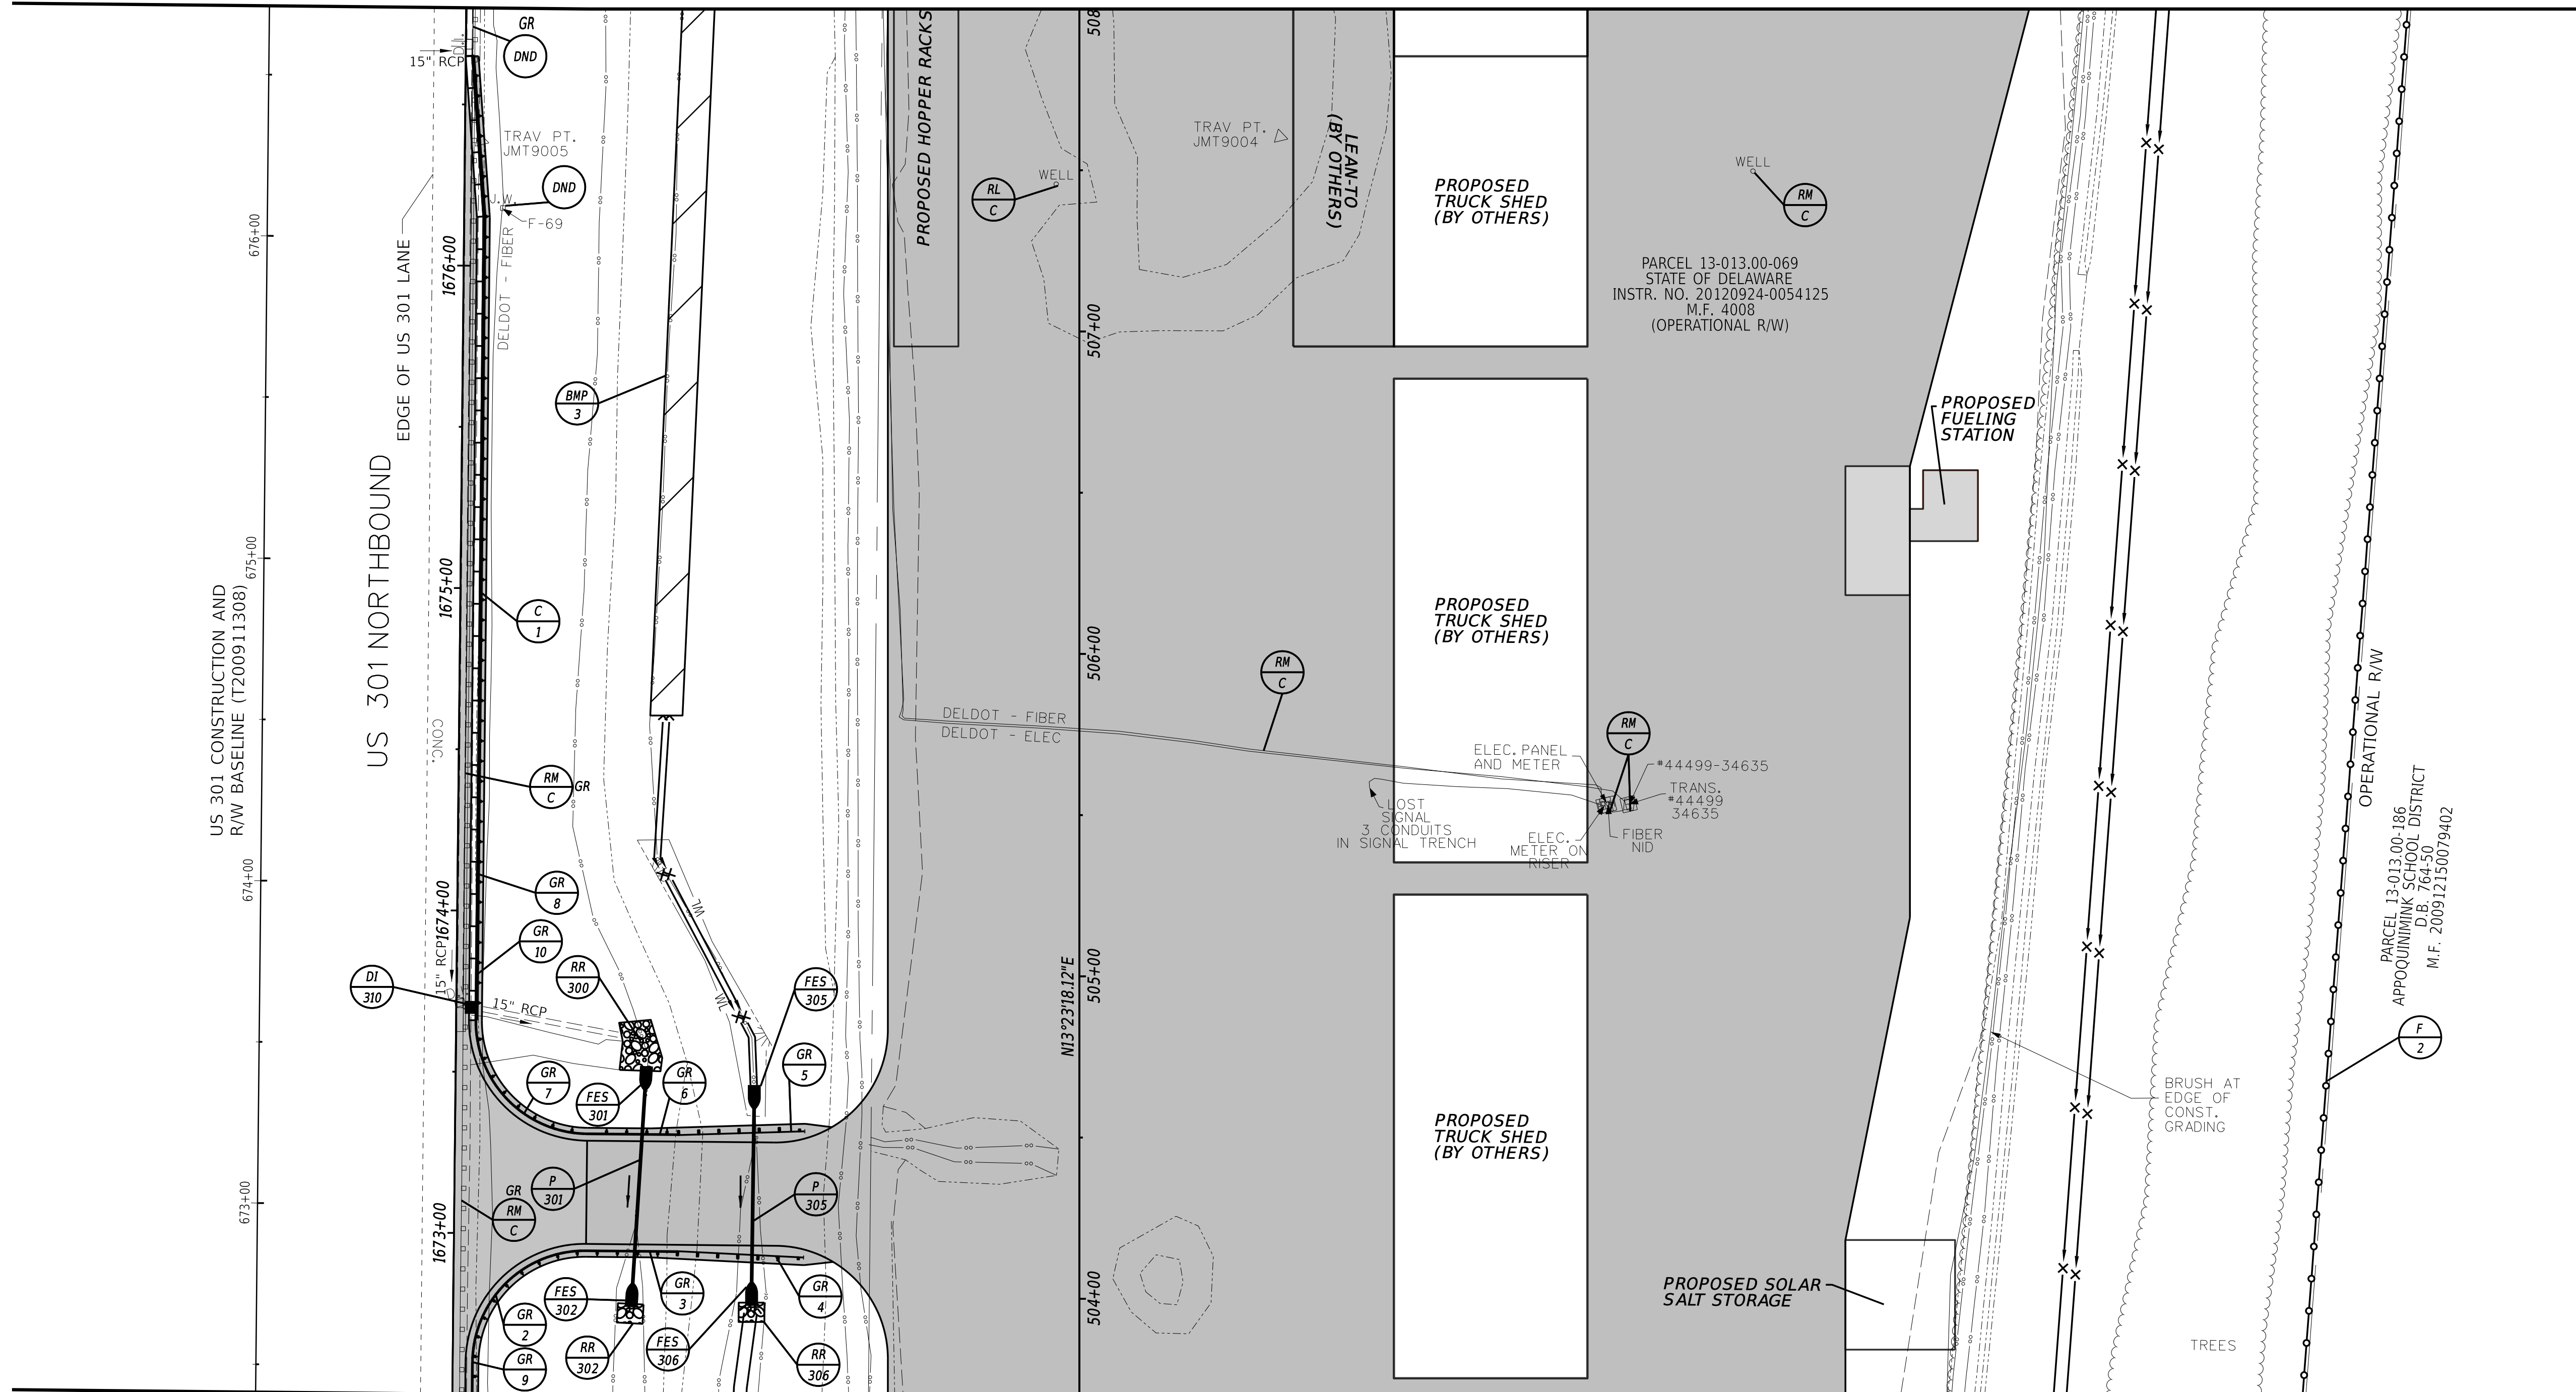 GR
DND
D.I.
15" RCP
TRAV PT.
JMT9005
DND
J.W.
F-69
DELDOT - FIBER
EDGE OF US 301 LANE
US 301 NORTHBOUND
US 301 CONSTRUCTION AND
R/W BASELINE (T200911308)
676+00
675+00
674+00
673+00
1676+00
1675+00
1674+00
1673+00
BMP
3
C
1
CONC.
RM
C
GR
GR
8
GR
10
DI
310
15" RCP
15" RCP
RR
300
WL
WL
FES
305
GR
5
GR
7
FES
301
GR
6
P
301
GR
RM
C
P
305
FES
302
GR
3
GR
4
GR
2
RR
302
FES
306
RR
306
GR
9
PROPOSED HOPPER RACKS
508
507+00
506+00
505+00
504+00
N13°23'18.12"E
RL
C
WELL
TRAV PT.
JMT9004
LEAN-TO
(BY OTHERS)
PROPOSED
TRUCK SHED
(BY OTHERS)
WELL
RM
C
PARCEL 13-013.00-069
STATE OF DELAWARE
INSTR. NO. 20120924-0054125
M.F. 4008
(OPERATIONAL R/W)
PROPOSED
FUELING
STATION
PROPOSED
TRUCK SHED
(BY OTHERS)
RM
C
DELDOT - FIBER
DELDOT - ELEC
RM
C
ELEC. PANEL
AND METER
#44499-34635
TRANS.
#44499
34635
LOST
SIGNAL
3 CONDUITS
IN SIGNAL TRENCH
ELEC.
METER ON
RISER
FIBER
NID
PROPOSED
TRUCK SHED
(BY OTHERS)
PROPOSED SOLAR
SALT STORAGE
OPERATIONAL R/W
PARCEL 13-013.00-186
APPOQUINIMINK SCHOOL DISTRICT
D.B. 764-50
M.F. 200912150079402
F
2
BRUSH AT
EDGE OF
CONST.
GRADING
TREES